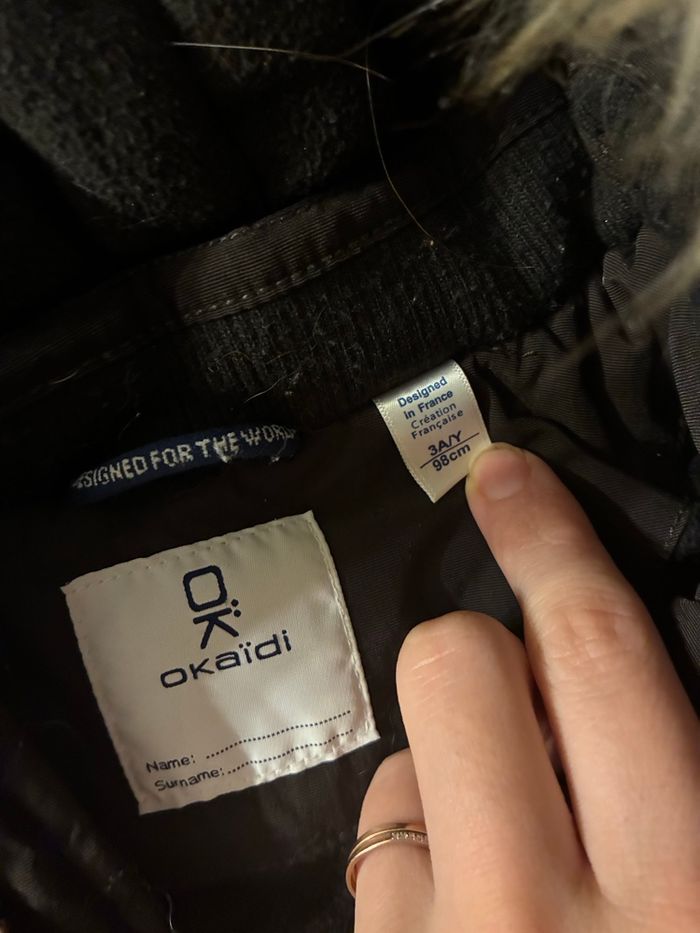 Designed
in France
Création
Française
3A/Y
98cm
SIGNED FOR THE WORL
OK
okaïdi
Name:
Surname: